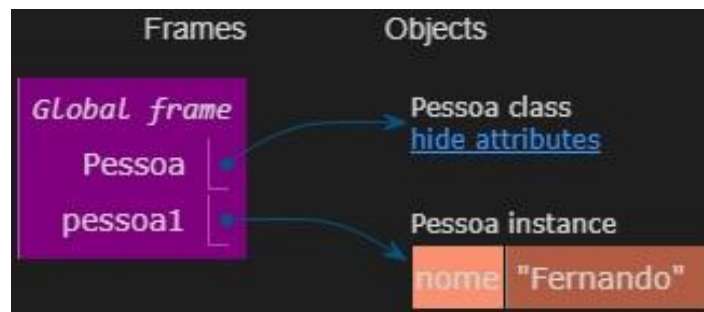 Frames Objects
Global frame
Pessoa class
hide attributes
Pessoa
pessoa1
Pessoa instance
nome "Fernando"